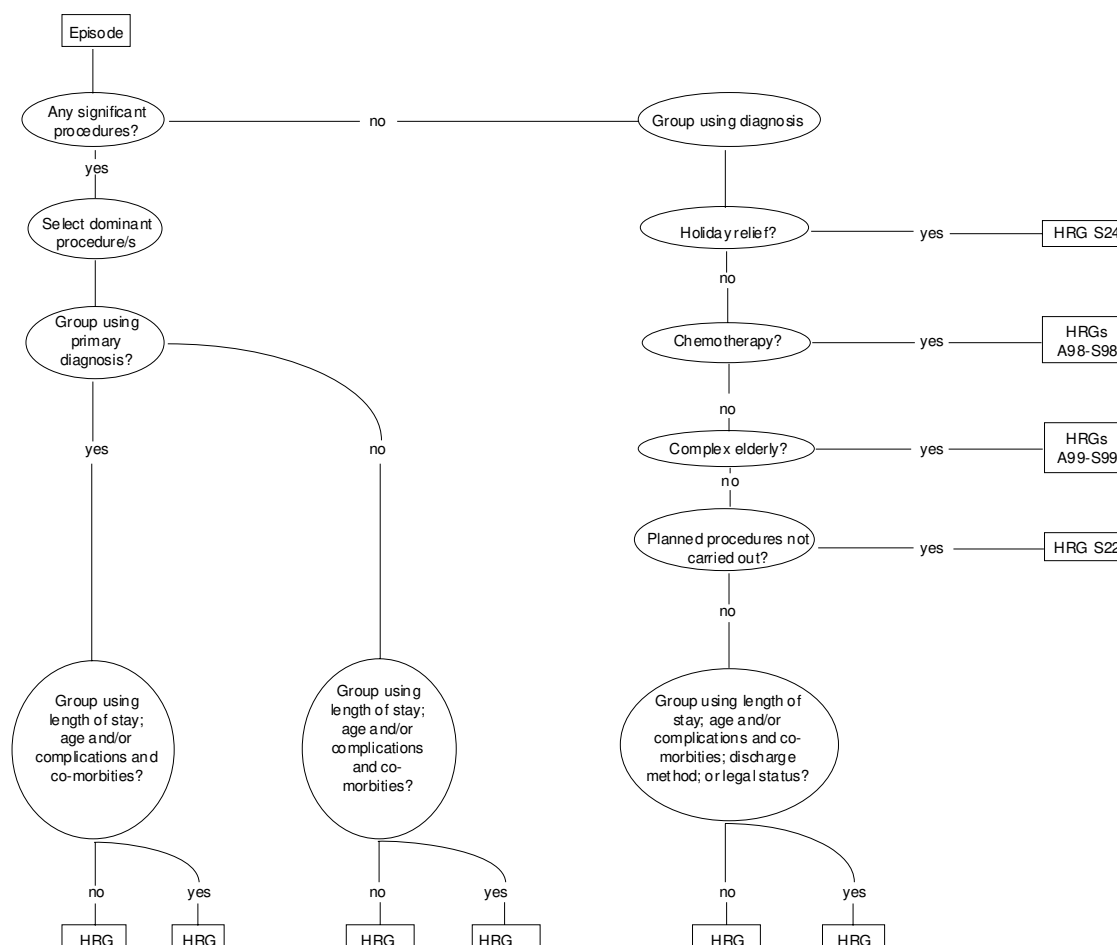 Episode
Any significant
procedures?
no
Group using diagnosis
yes
Select dominant
procedure/s
Holiday relief?
yes
HRG S24
no
Group using
primary
diagnosis?
Chemotherapy?
yes
HRGs
A98-S98
no
yes
no
Complex elderly?
yes
HRGs
A99-S99
no
Planned procedures not
carried out?
yes
HRG S22
no
Group using
length of stay;
age and/or
complications and
co-morbities?
Group using
length of stay;
age and/or
complications
and co-
morbities?
Group using length of
stay; age and/or
complications and co-
morbities; discharge
method; or legal status?
no
yes
no
yes
no
yes
HRG
HRG
HRG
HRG
HRG
HRG